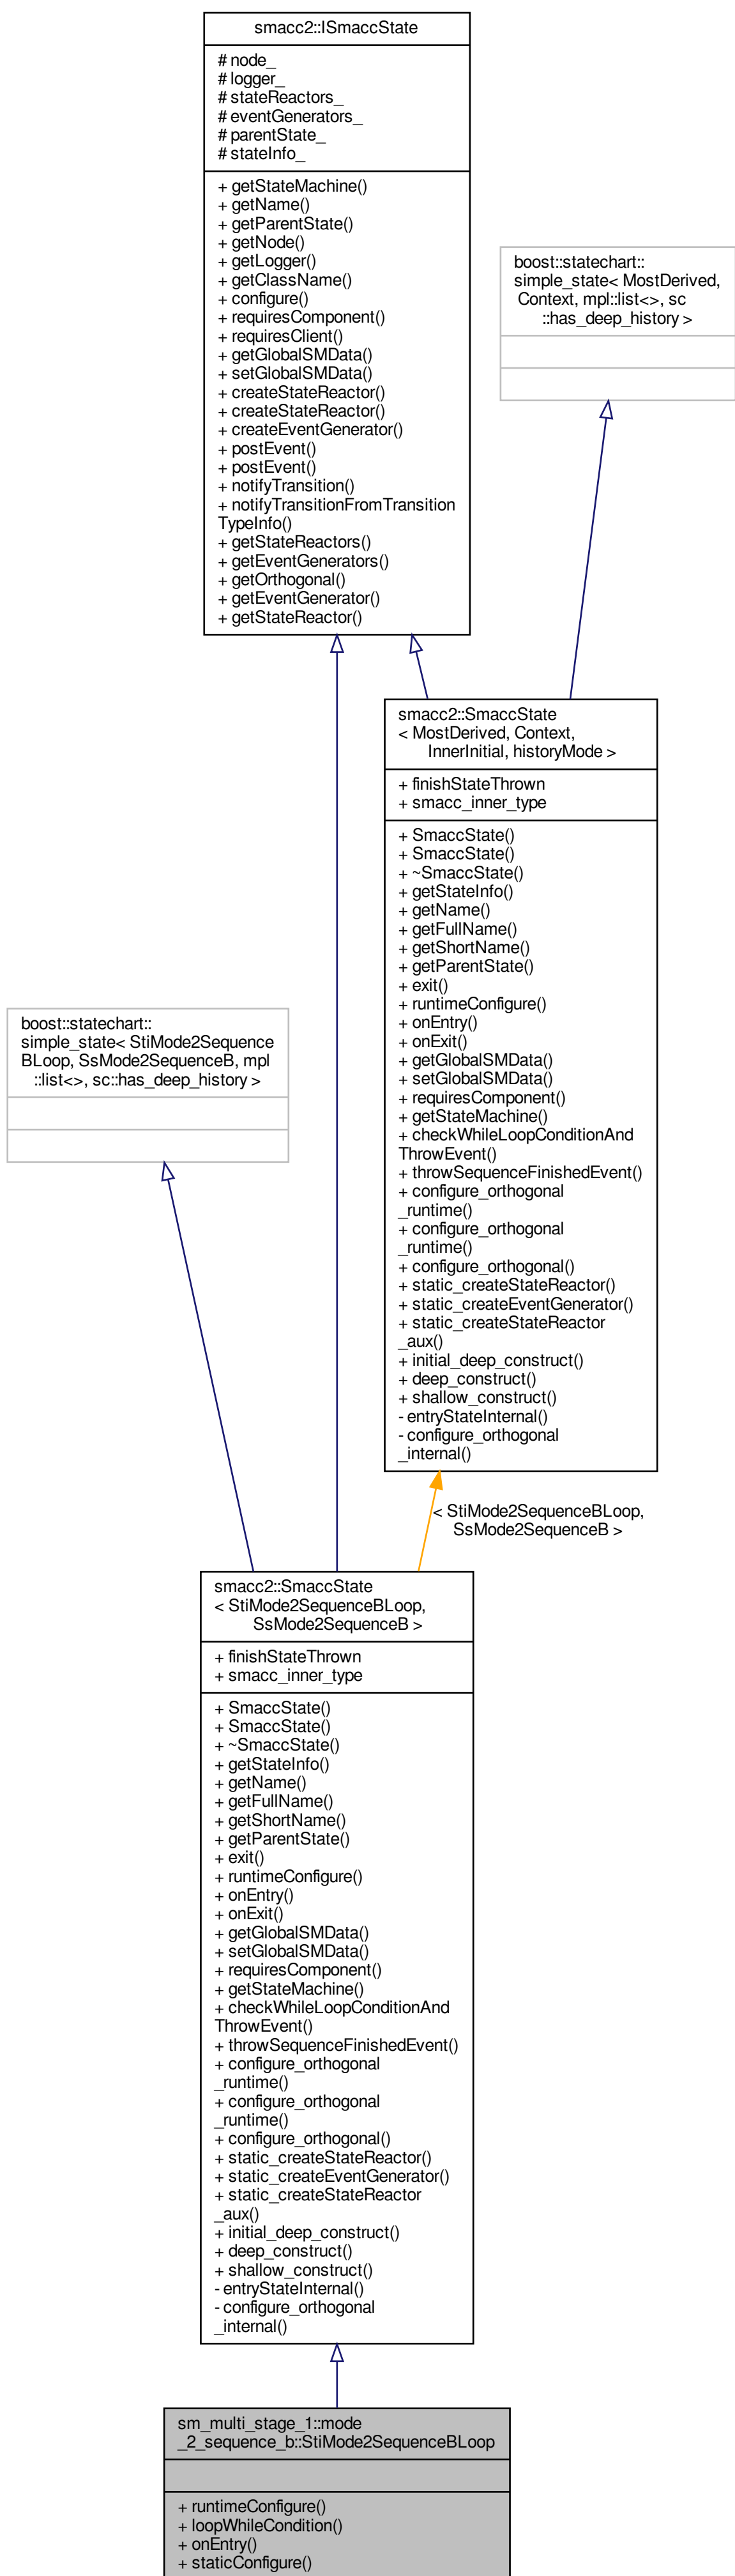 smacc2::ISmaccState
# node_
# logger_
# stateReactors_
# eventGenerators_
# parentState_
# stateInfo_
+ getStateMachine()
+ getName()
+ getParentState()
+ getNode()
+ getLogger()
+ getClassName()
+ configure()
+ requiresComponent()
+ requiresClient()
+ getGlobalSMData()
+ setGlobalSMData()
+ createStateReactor()
+ createStateReactor()
+ createEventGenerator()
+ postEvent()
+ postEvent()
+ notifyTransition()
+ notifyTransitionFromTransition
TypeInfo()
+ getStateReactors()
+ getEventGenerators()
+ getOrthogonal()
+ getEventGenerator()
+ getStateReactor()
boost::statechart::
simple_state< MostDerived,
Context, mpl::list<>, sc
::has_deep_history >
smacc2::SmaccState
< MostDerived, Context,
InnerInitial, historyMode >
+ finishStateThrown
+ smacc_inner_type
+ SmaccState()
+ SmaccState()
+ ~SmaccState()
+ getStateInfo()
+ getName()
+ getFullName()
+ getShortName()
+ getParentState()
+ exit()
+ runtimeConfigure()
+ onEntry()
+ onExit()
+ getGlobalSMData()
+ setGlobalSMData()
+ requiresComponent()
+ getStateMachine()
+ checkWhileLoopConditionAnd
ThrowEvent()
+ throwSequenceFinishedEvent()
+ configure_orthogonal
_runtime()
+ configure_orthogonal
_runtime()
+ configure_orthogonal()
+ static_createStateReactor()
+ static_createEventGenerator()
+ static_createStateReactor
_aux()
+ initial_deep_construct()
+ deep_construct()
+ shallow_construct()
- entryStateInternal()
- configure_orthogonal
_internal()
boost::statechart::
simple_state< StiMode2Sequence
BLoop, SsMode2SequenceB, mpl
::list<>, sc::has_deep_history >
< StiMode2SequenceBLoop,
SsMode2SequenceB >
smacc2::SmaccState
< StiMode2SequenceBLoop,
SsMode2SequenceB >
+ finishStateThrown
+ smacc_inner_type
+ SmaccState()
+ SmaccState()
+ ~SmaccState()
+ getStateInfo()
+ getName()
+ getFullName()
+ getShortName()
+ getParentState()
+ exit()
+ runtimeConfigure()
+ onEntry()
+ onExit()
+ getGlobalSMData()
+ setGlobalSMData()
+ requiresComponent()
+ getStateMachine()
+ checkWhileLoopConditionAnd
ThrowEvent()
+ throwSequenceFinishedEvent()
+ configure_orthogonal
_runtime()
+ configure_orthogonal
_runtime()
+ configure_orthogonal()
+ static_createStateReactor()
+ static_createEventGenerator()
+ static_createStateReactor
_aux()
+ initial_deep_construct()
+ deep_construct()
+ shallow_construct()
- entryStateInternal()
- configure_orthogonal
_internal()
sm_multi_stage_1::mode
_2_sequence_b::StiMode2SequenceBLoop
+ runtimeConfigure()
+ loopWhileCondition()
+ onEntry()
+ staticConfigure()